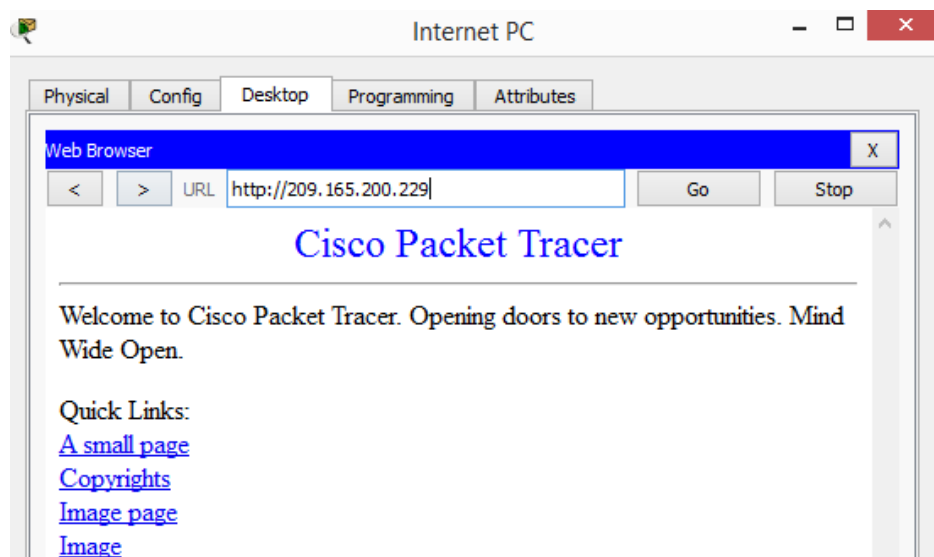 Internet PC
Physical Config Desktop Programming Attributes
Web Browser X
< > URL http://209.165.200.229 Go Stop
Cisco Packet Tracer
Welcome to Cisco Packet Tracer. Opening doors to new opportunities. Mind
Wide Open.
Quick Links:
A small page
Copyrights
Image page
Image